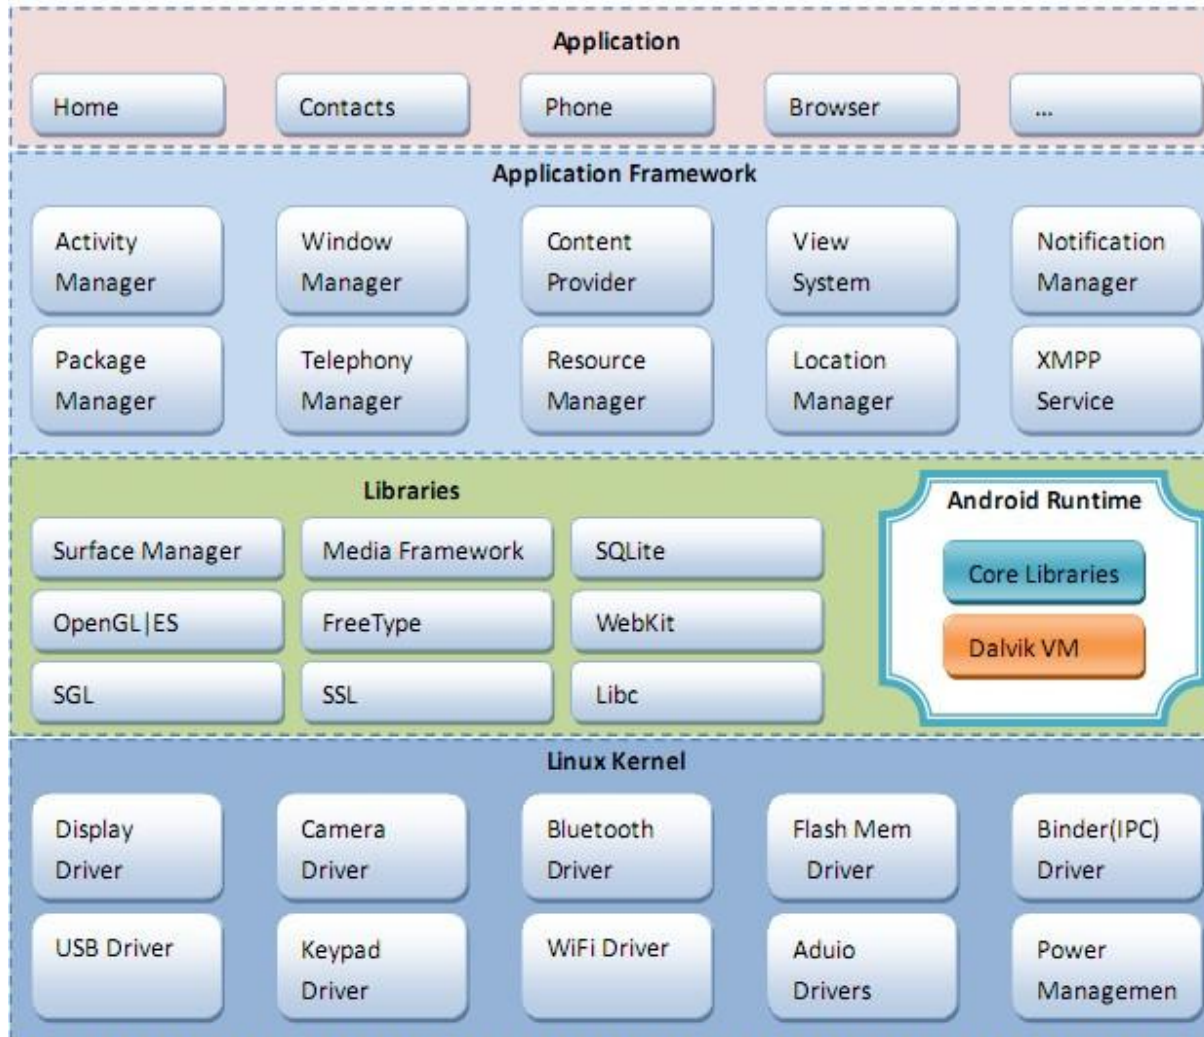 Application
Home
Contacts
Phone
Browser
...
Application Framework
Activity
Manager
Window
Manager
Content
Provider
View
System
Notification
Manager
Package
Manager
Telephony
Manager
Resource
Manager
Location
Manager
XMPP
Service
Libraries
Surface Manager
Media Framework
SQLite
OpenGL|ES
FreeType
WebKit
SGL
SSL
Libc
Android Runtime
Core Libraries
Dalvik VM
Linux Kernel
Display
Driver
Camera
Driver
Bluetooth
Driver
Flash Mem
Driver
Binder(IPC)
Driver
USB Driver
Keypad
Driver
WiFi Driver
Aduio
Drivers
Power
Managemen